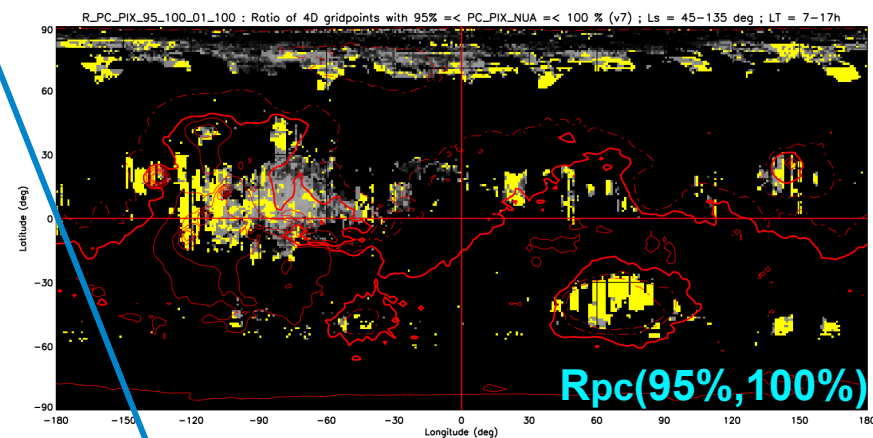 R_PC_PIX_95_100_01_100 : Ratio of 4D gridpoints with 95% =< PC_PIX_NUA =< 100 % (v7) ; Ls = 45-135 deg ; LT = 7-17h
90
60
30
0
-30
-60
-90
Latitude (deg)
Rpc(95%,100%)
-180 -150 -120 -90 -60 -30 0 30 60 90 120 150 180
Longitude (deg)